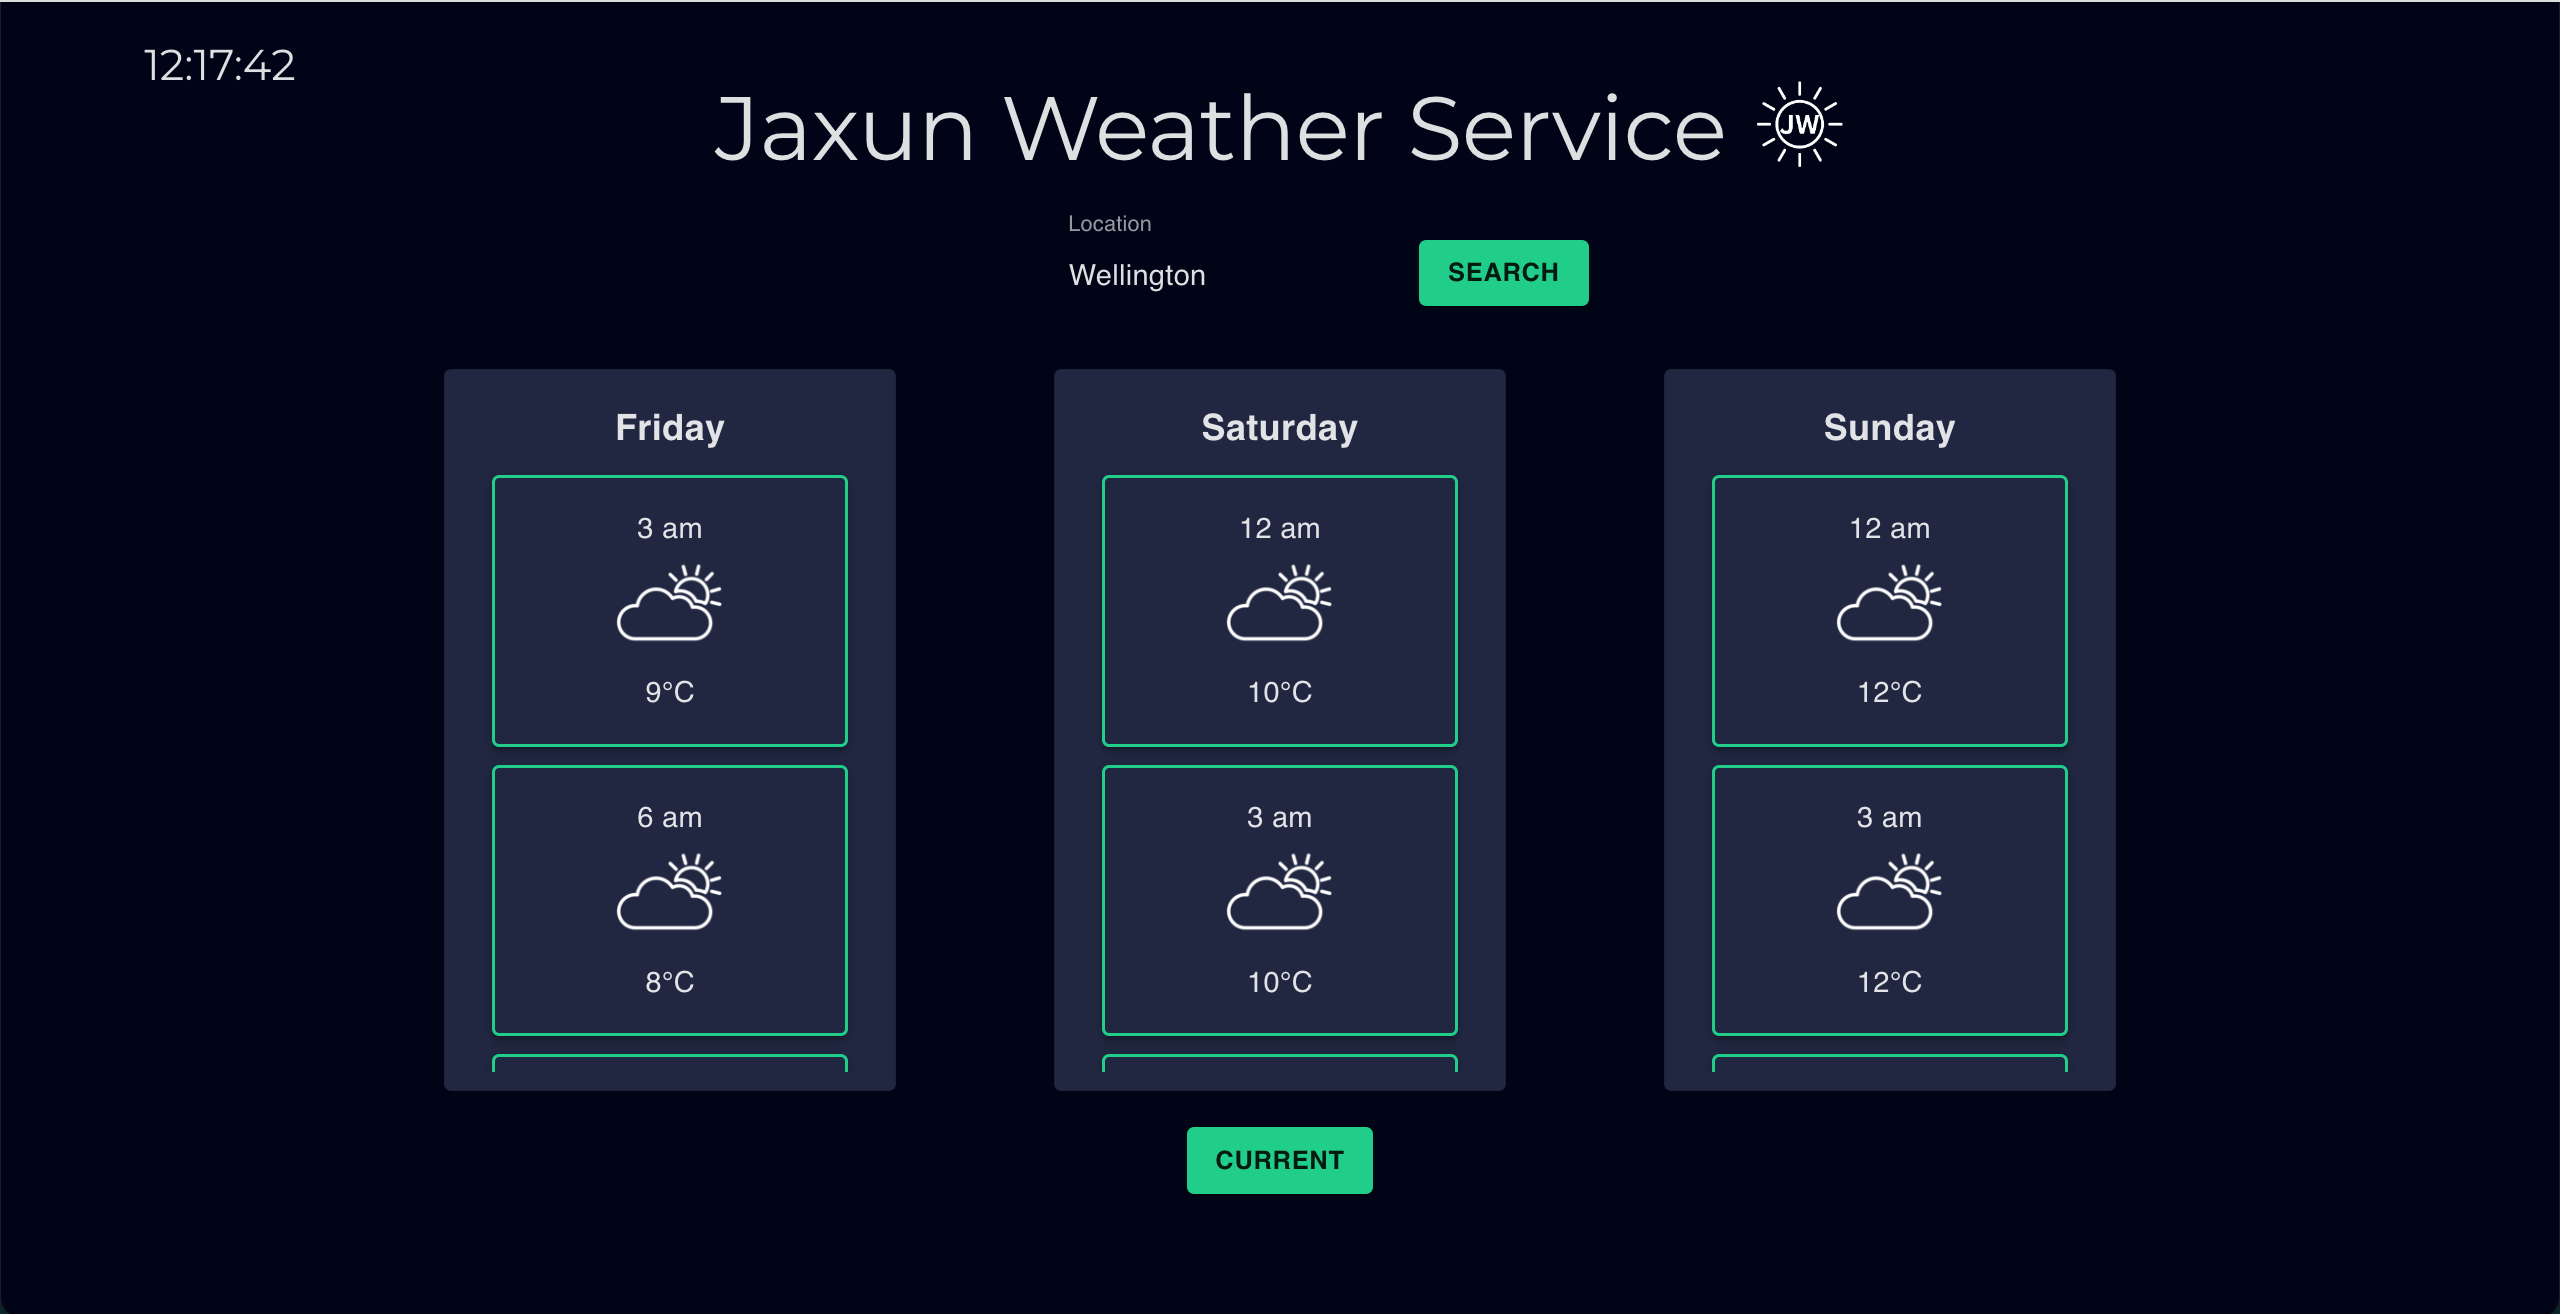 12:17:42
Jaxun Weather Service JW
Location
Wellington
SEARCH
Friday
3 am
9°C
6 am
8°C
Saturday
12 am
10°C
3 am
10°C
Sunday
12 am
12°C
3 am
12°C
CURRENT